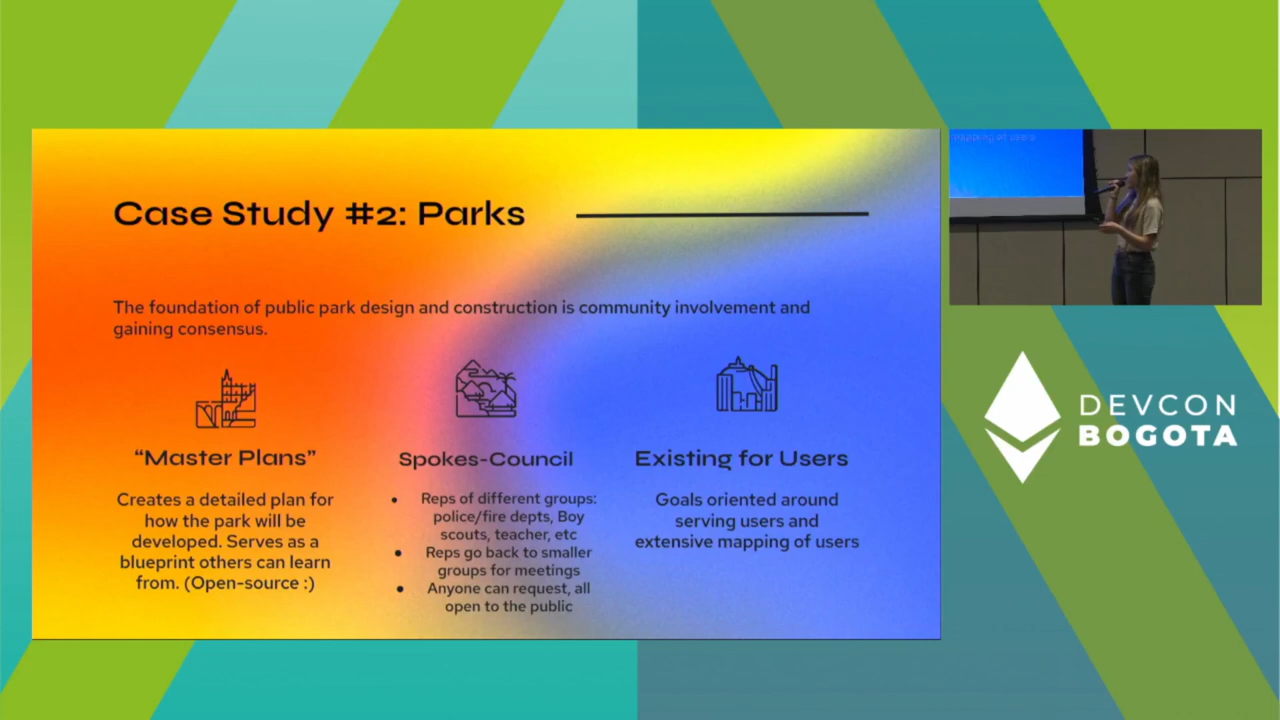 Case Study #2: Parks
The foundation of public park design and construction is community involvement and
gaining consensus.
“Master Plans”
Creates a detailed plan for
how the park will be
developed. Serves as a
blueprint others can learn
from. (Open-source :)
Spokes-Council
• Reps of different groups:
police/fire depts, Boy
scouts, teacher, etc
• Reps go back to smaller
groups for meetings
• Anyone can request, all
open to the public
Existing for Users
Goals oriented around
serving users and
extensive mapping of users
mapping of users
DEVCON
BOGOTA